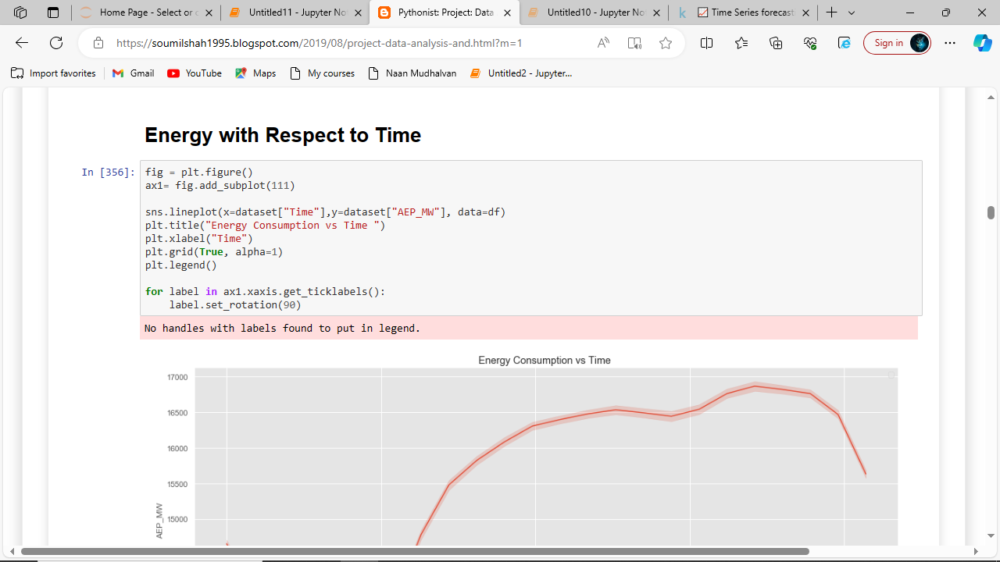 Home Page - Select or c
Untitled11 - Jupyter No
Pythonist: Project: Data
Untitled10 - Jupyter No
Time Series forecast
https://soumilshah1995.blogspot.com/2019/08/project-data-analysis-and.html?m=1
Sign in
Import favorites
Gmail
YouTube
Maps
My courses
Naan Mudhalvan
Untitled2 - Jupyter...
Energy with Respect to Time
In [356]:
fig = plt.figure()
ax1= fig.add_subplot(111)
sns.lineplot(x=dataset["Time"],y=dataset["AEP_MW"], data=df)
plt.title("Energy Consumption vs Time ")
plt.xlabel("Time")
plt.grid(True, alpha=1)
plt.legend()
for label in ax1.xaxis.get_ticklabels():
    label.set_rotation(90)
No handles with labels found to put in legend.
Energy Consumption vs Time
17000
16500
16000
15500
15000
AEP_MW